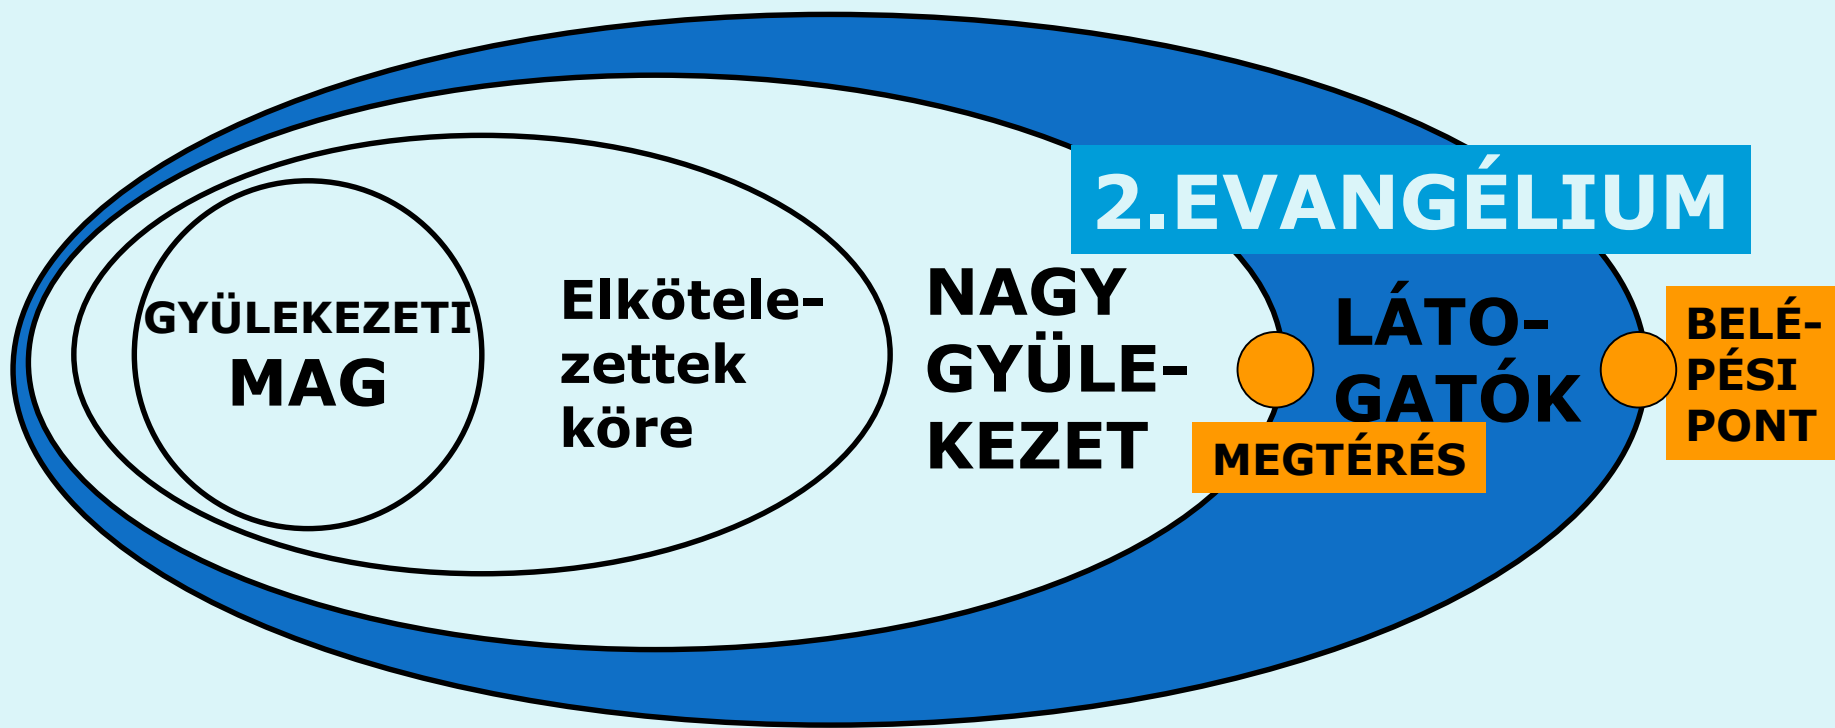 2.EVANGÉLIUM
GYÜLEKEZETI
MAG
Elkötele-
zettek
köre
NAGY
GYÜLE-
KEZET
LÁTO-
GATÓK
MEGTÉRÉS
BELÉ-
PÉSI
PONT